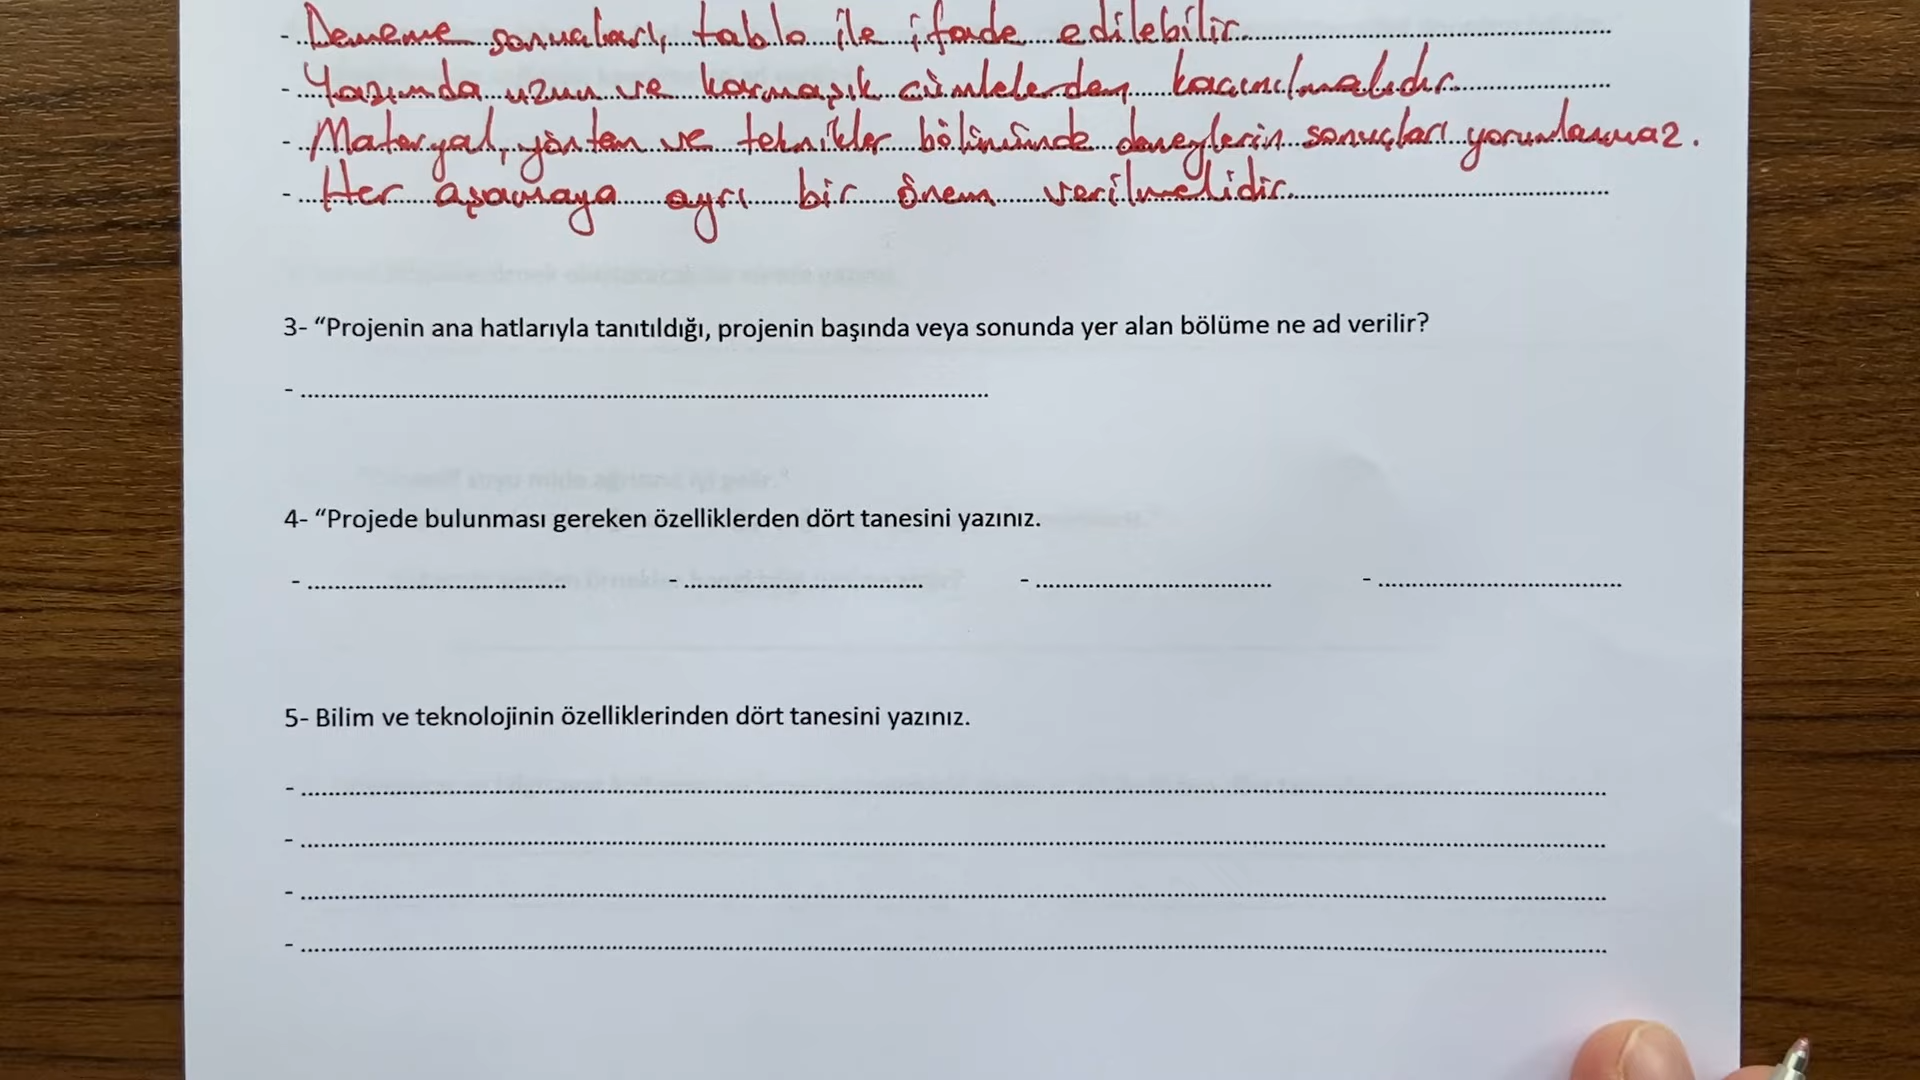 - Deneme sonuçları, tablo ile ifade edilebilir.
- Yazımda uzun ve karmaşık cümlelerden kaçınılmalıdır.
- Materyal, yöntem ve teknikler bölümünde deneylerin sonuçları yorumlanmaz.
- Her aşamaya ayrı bir önem verilmelidir.
3- “Projenin ana hatlarıyla tanıtıldığı, projenin başında veya sonunda yer alan bölüme ne ad verilir?
4- “Projede bulunması gereken özelliklerden dört tanesini yazınız.
5- Bilim ve teknolojinin özelliklerinden dört tanesini yazınız.